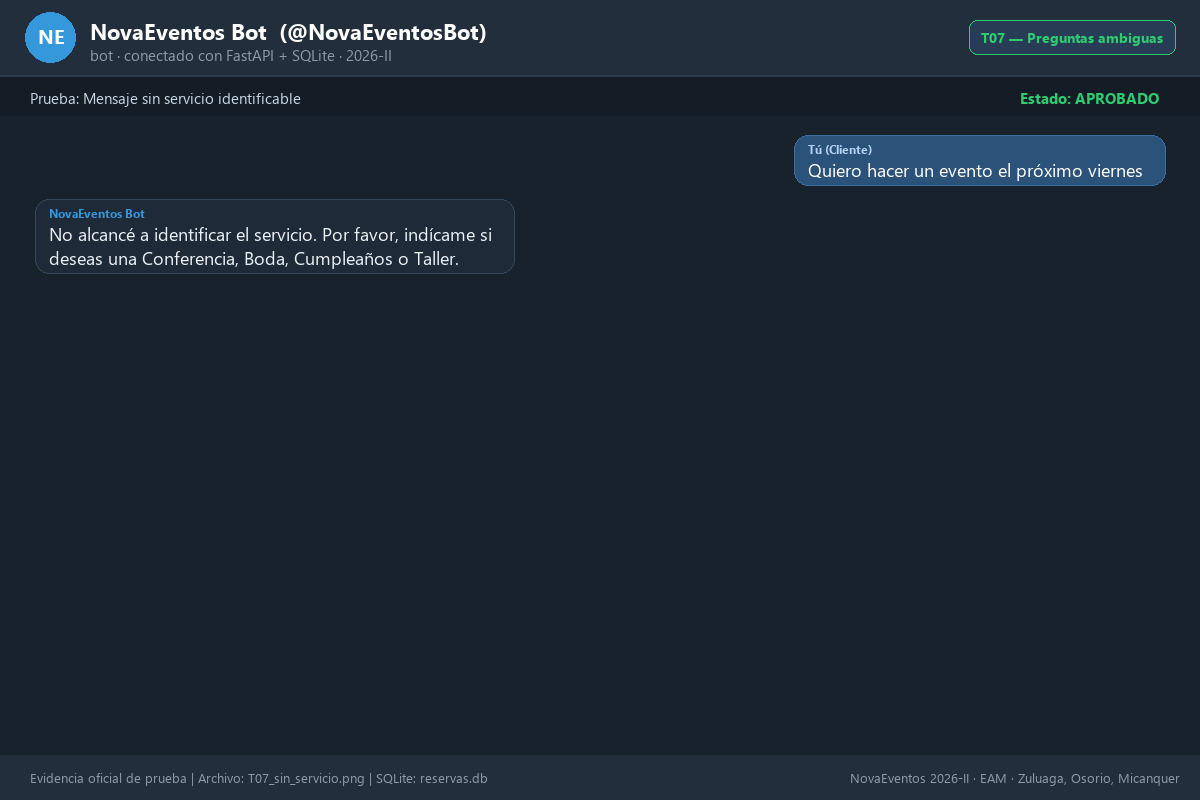 NE
NovaEventos Bot (@NovaEventosBot)
bot · conectado con FastAPI + SQLite · 2026-II
T07 — Preguntas ambiguas
Prueba: Mensaje sin servicio identificable
Estado: APROBADO
Tú (Cliente)
Quiero hacer un evento el próximo viernes
NovaEventos Bot
No alcancé a identificar el servicio. Por favor, indícame si
deseas una Conferencia, Boda, Cumpleaños o Taller.
Evidencia oficial de prueba | Archivo: T07_sin_servicio.png | SQLite: reservas.db
NovaEventos 2026-II · EAM · Zuluaga, Osorio, Micanquer